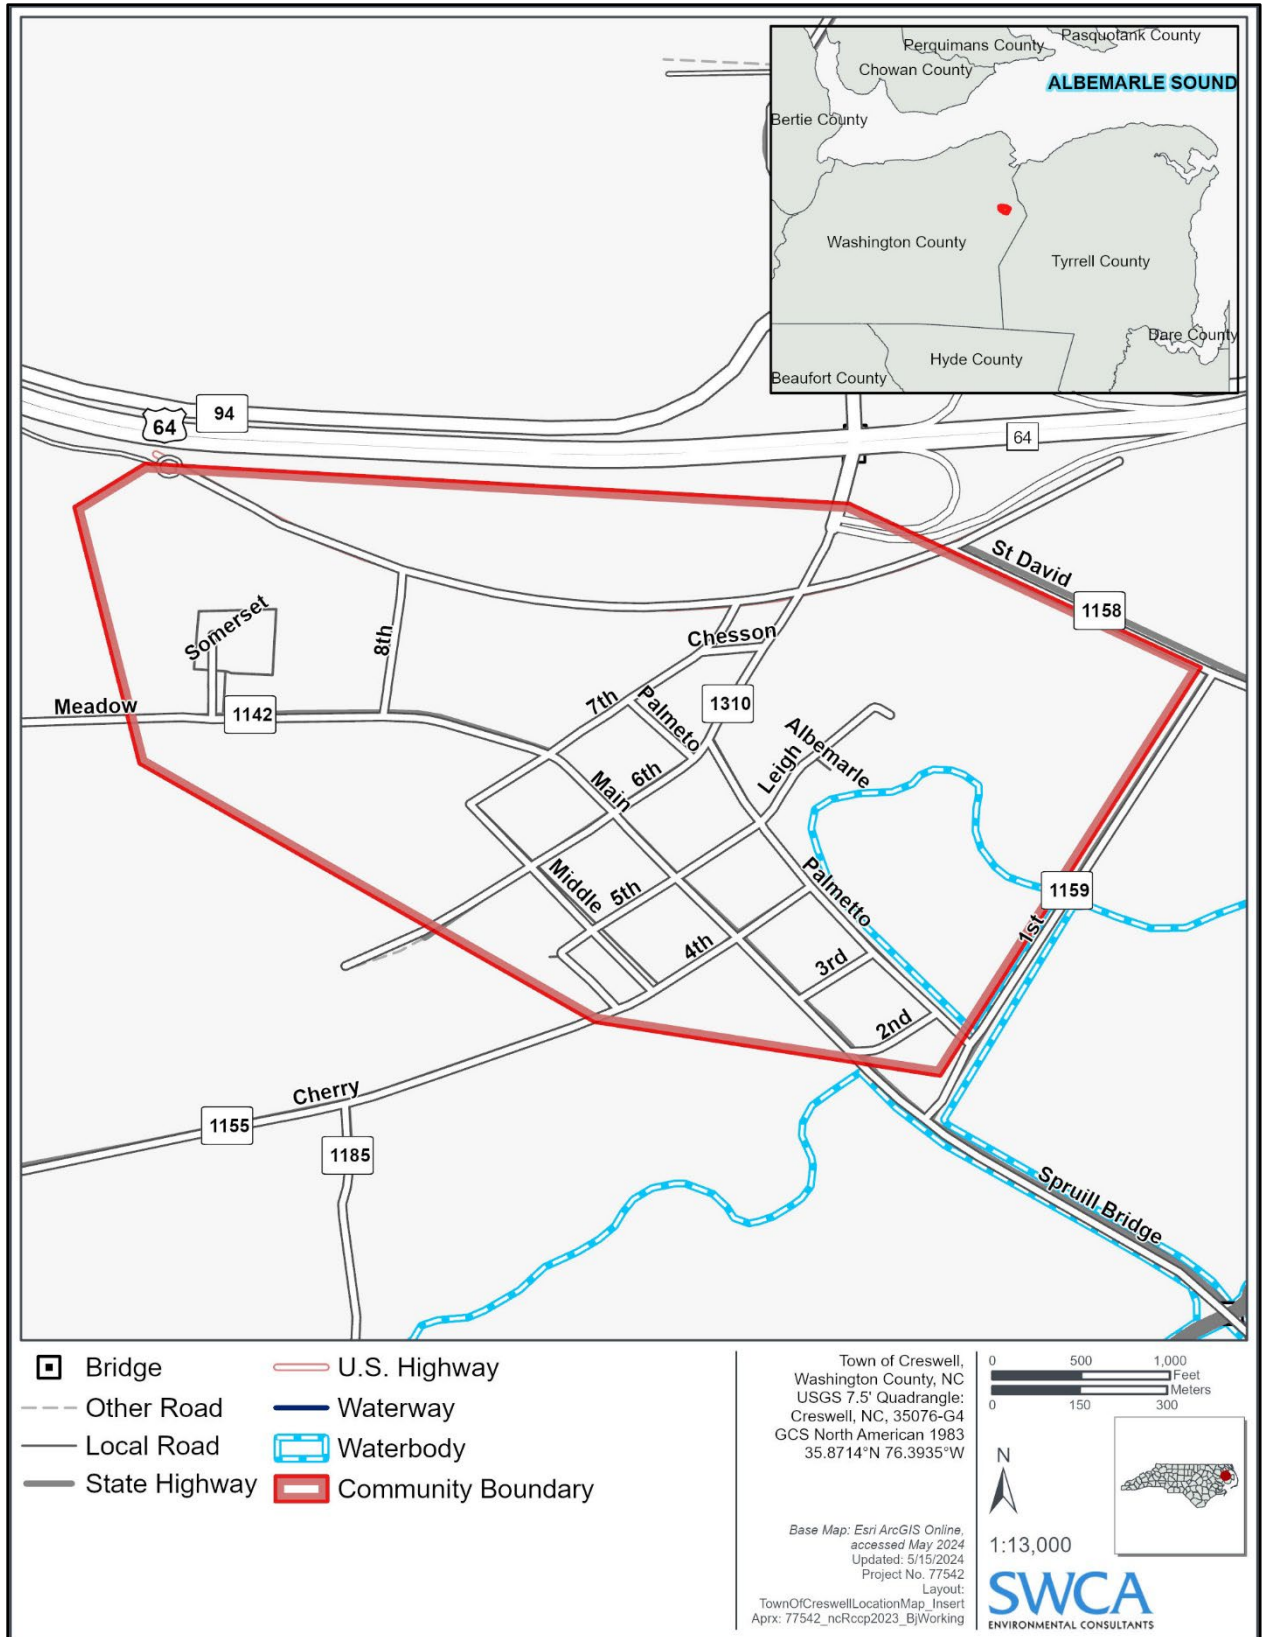 Pasquotank County
Perquimans County
Chowan County
ALBEMARLE SOUND
Bertie County
Washington County
Tyrrell County
Dare County
Hyde County
Beaufort County
94
64
64
St David
1158
Somerset
8th
Chesson
Meadow
1142
7th
Palmeto
1310
Albemarle
Leigh
6th
Main
Middle
5th
Palmetto
1159
1st
4th
3rd
2nd
Cherry
1155
1185
Spruill Bridge
Bridge
Other Road
Local Road
State Highway
U.S. Highway
Waterway
Waterbody
Community Boundary
Town of Creswell,
Washington County, NC
USGS 7.5' Quadrangle:
Creswell, NC, 35076-G4
GCS North American 1983
35.8714°N 76.3935°W
Base Map: Esri ArcGIS Online,
accessed May 2024
Updated: 5/15/2024
Project No. 77542
Layout:
TownOfCreswellLocationMap_Insert
Aprx: 77542_ncRccp2023_BjWorking
0 500 1,000
Feet
Meters
0 150 300
N
1:13,000
SWCA
ENVIRONMENTAL CONSULTANTS